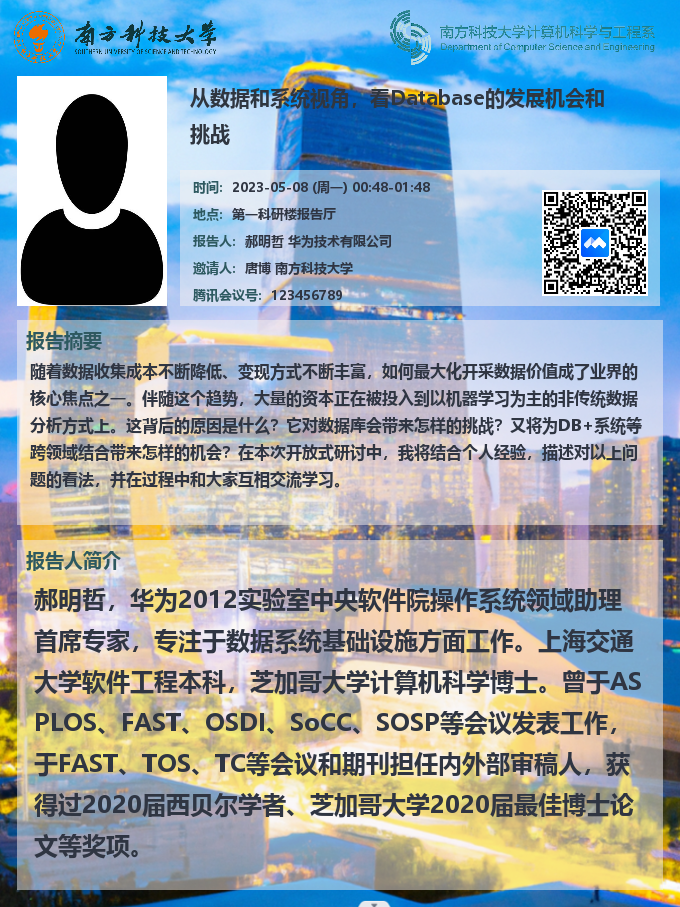 南方科技大学
SOUTHERN UNIVERSITY OF SCIENCE AND TECHNOLOGY
南方科技大学计算机科学与工程系
Department of Computer Science and Engineering
从数据和系统视角，看Database的发展机会和
挑战
时间: 2023-05-08 (周一) 00:48-01:48
地点: 第一科研楼报告厅
报告人: 郝明哲 华为技术有限公司
邀请人: 唐博 南方科技大学
腾讯会议号: 123456789
报告摘要
随着数据收集成本不断降低、变现方式不断丰富，如何最大化开采数据价值成了业界的
核心焦点之一。伴随这个趋势，大量的资本正在被投入到以机器学习为主的非传统数据
分析方式上。这背后的原因是什么？它对数据库会带来怎样的挑战？又将为DB+系统等
跨领域结合带来怎样的机会？在本次开放式研讨中，我将结合个人经验，描述对以上问
题的看法，并在过程中和大家互相交流学习。
报告人简介
郝明哲，华为2012实验室中央软件院操作系统领域助理
首席专家，专注于数据系统基础设施方面工作。上海交通
大学软件工程本科，芝加哥大学计算机科学博士。曾于AS
PLOS、FAST、OSDI、SoCC、SOSP等会议发表工作，
于FAST、TOS、TC等会议和期刊担任内外部审稿人，获
得过2020届西贝尔学者、芝加哥大学2020届最佳博士论
文等奖项。